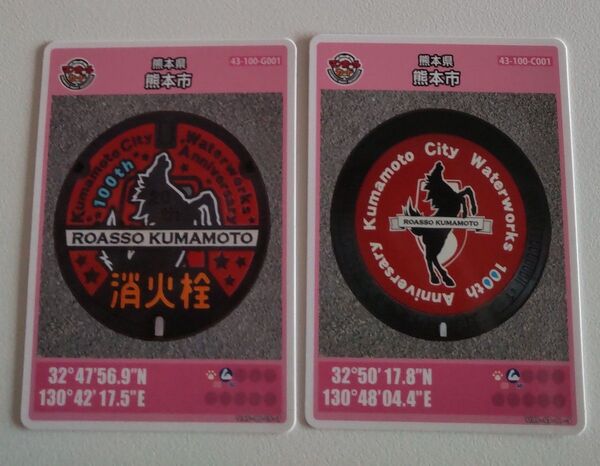 熊本県
熊本市
43-100-G001
Kumamoto City Waterworks
100th Anniversary
20
th
ROASSO KUMAMOTO
消火栓
32°47'56.9"N
130°42'17.5"E
熊本県
熊本市
43-100-C001
Kumamoto City Waterworks 100th Anniversary
ROASSO KUMAMOTO
32°50'17.8"N
130°48'04.4"E